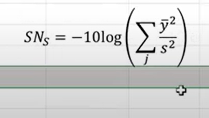 SN_S = −10log(∑_j ȳ²/s²)